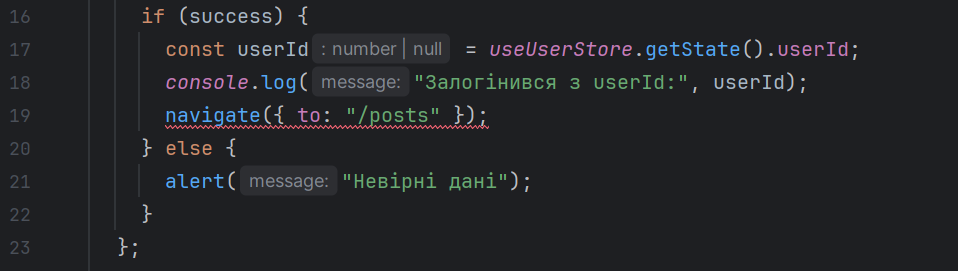 16 if (success) {
17 const userId : number | null = useUserStore.getState().userId;
18 console.log( message: "Залогінився з userId:", userId);
19 navigate({ to: "/posts" });
20 } else {
21 alert( message: "Невірні дані");
22 }
23 };